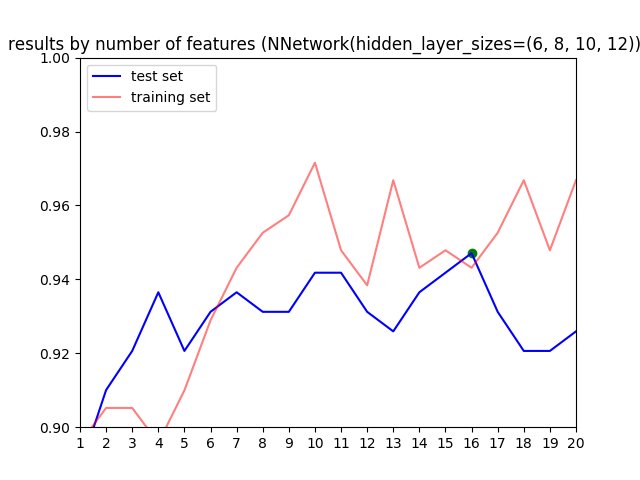 results by number of features (NNetwork(hidden_layer_sizes=(6, 8, 10, 12))
1.00
test set
training set
0.98
0.96
0.94
0.92
0.90
1 2 3 4 5 6 7 8 9 10 11 12 13 14 15 16 17 18 19 20